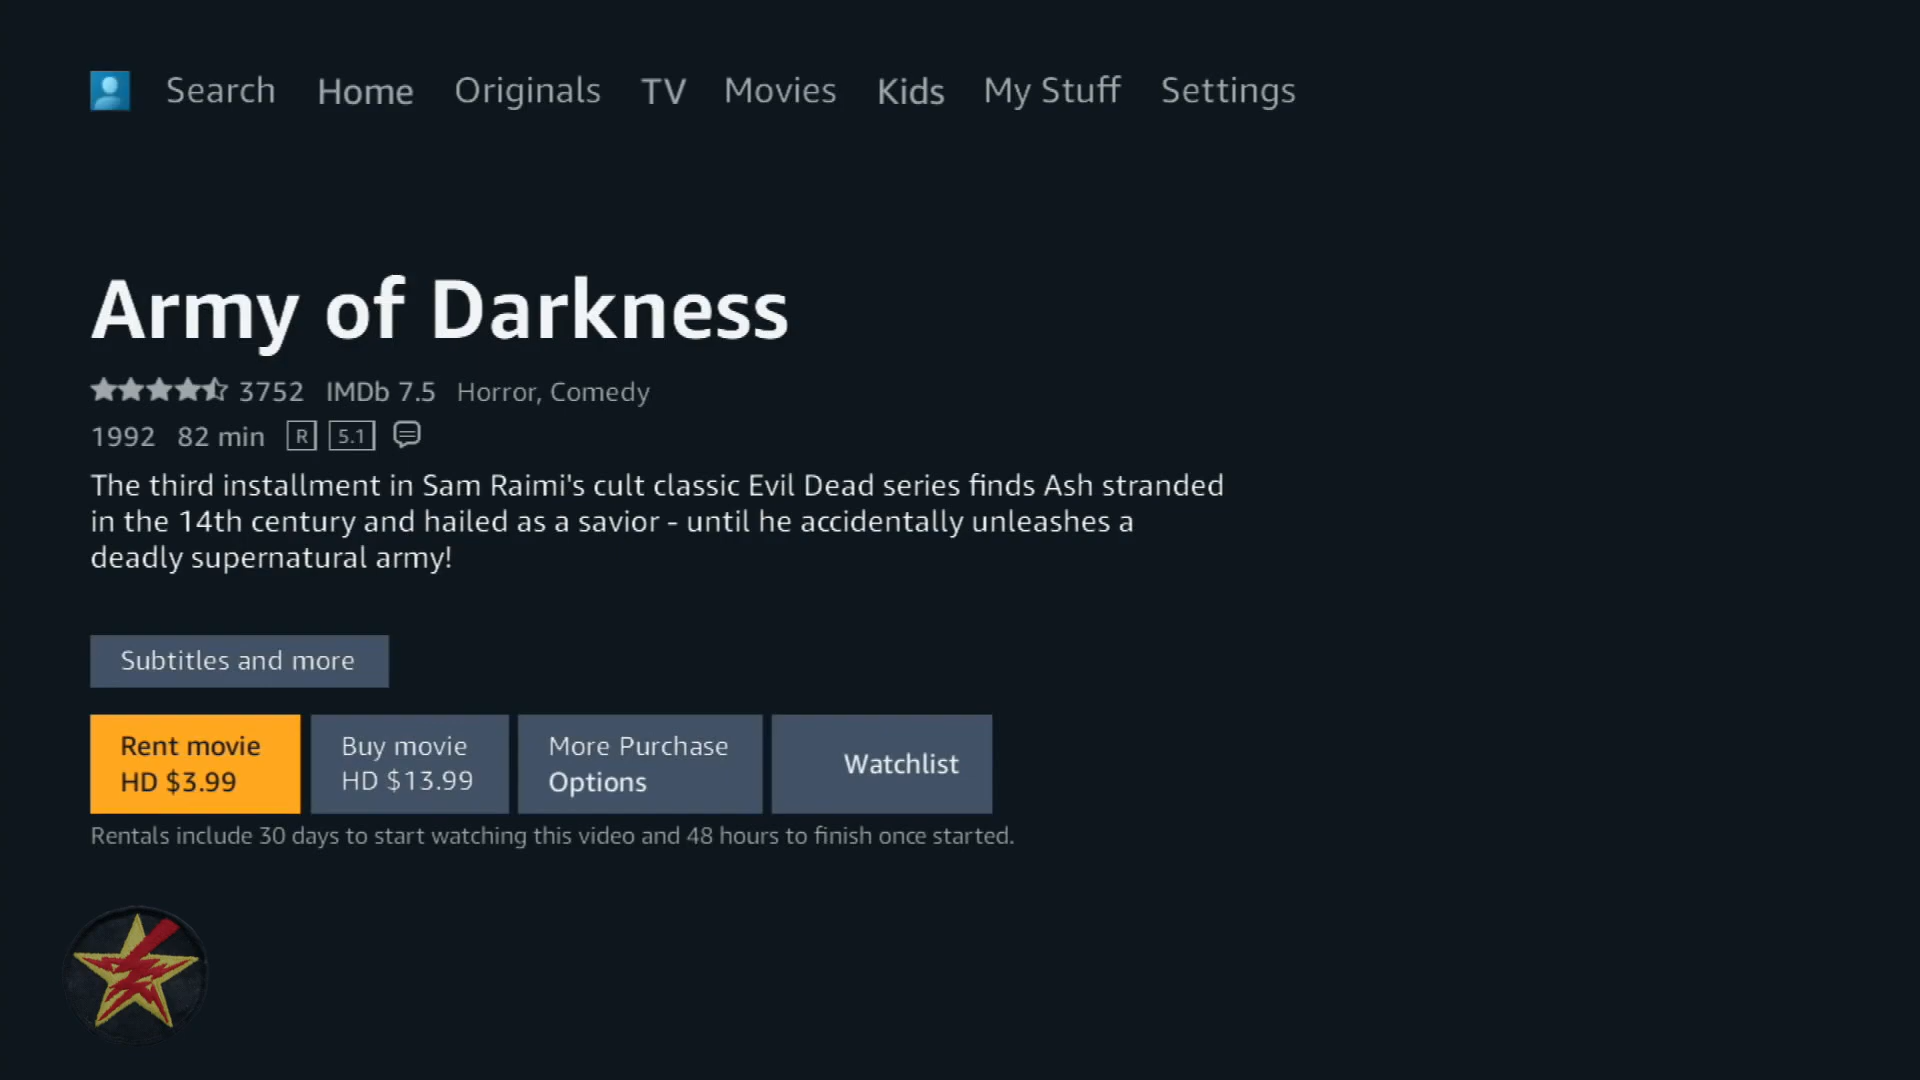 Search Home Originals TV Movies Kids My Stuff Settings
Army of Darkness
3752 IMDb 7.5 Horror, Comedy
1992 82 min R 5.1
The third installment in Sam Raimi's cult classic Evil Dead series finds Ash stranded
in the 14th century and hailed as a savior - until he accidentally unleashes a
deadly supernatural army!
Subtitles and more
Rent movie
HD $3.99
Buy movie
HD $13.99
More Purchase
Options
Watchlist
Rentals include 30 days to start watching this video and 48 hours to finish once started.